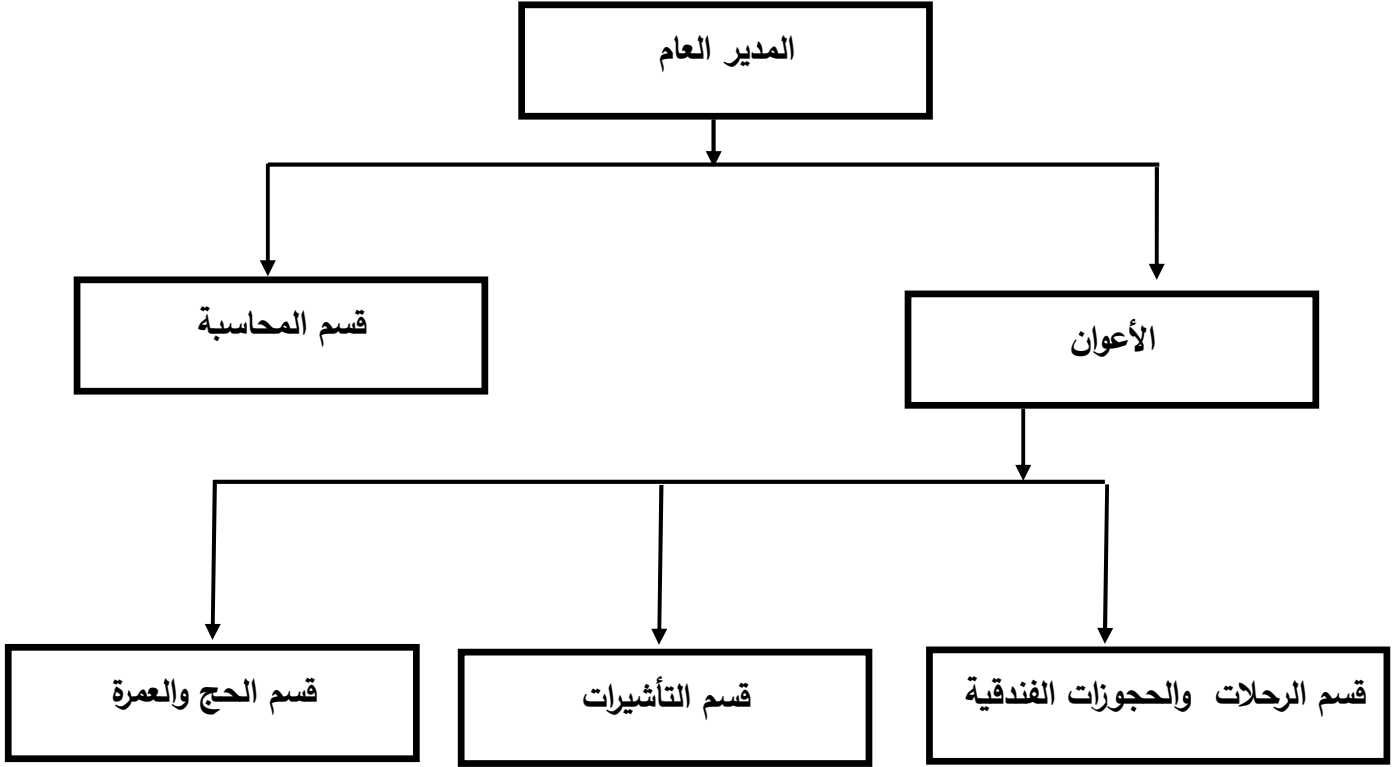 المدير العام
الأعوان
قسم المحاسبة
قسم الرحلات والحجوزات الفندقية
قسم التأشيرات
قسم الحج والعمرة